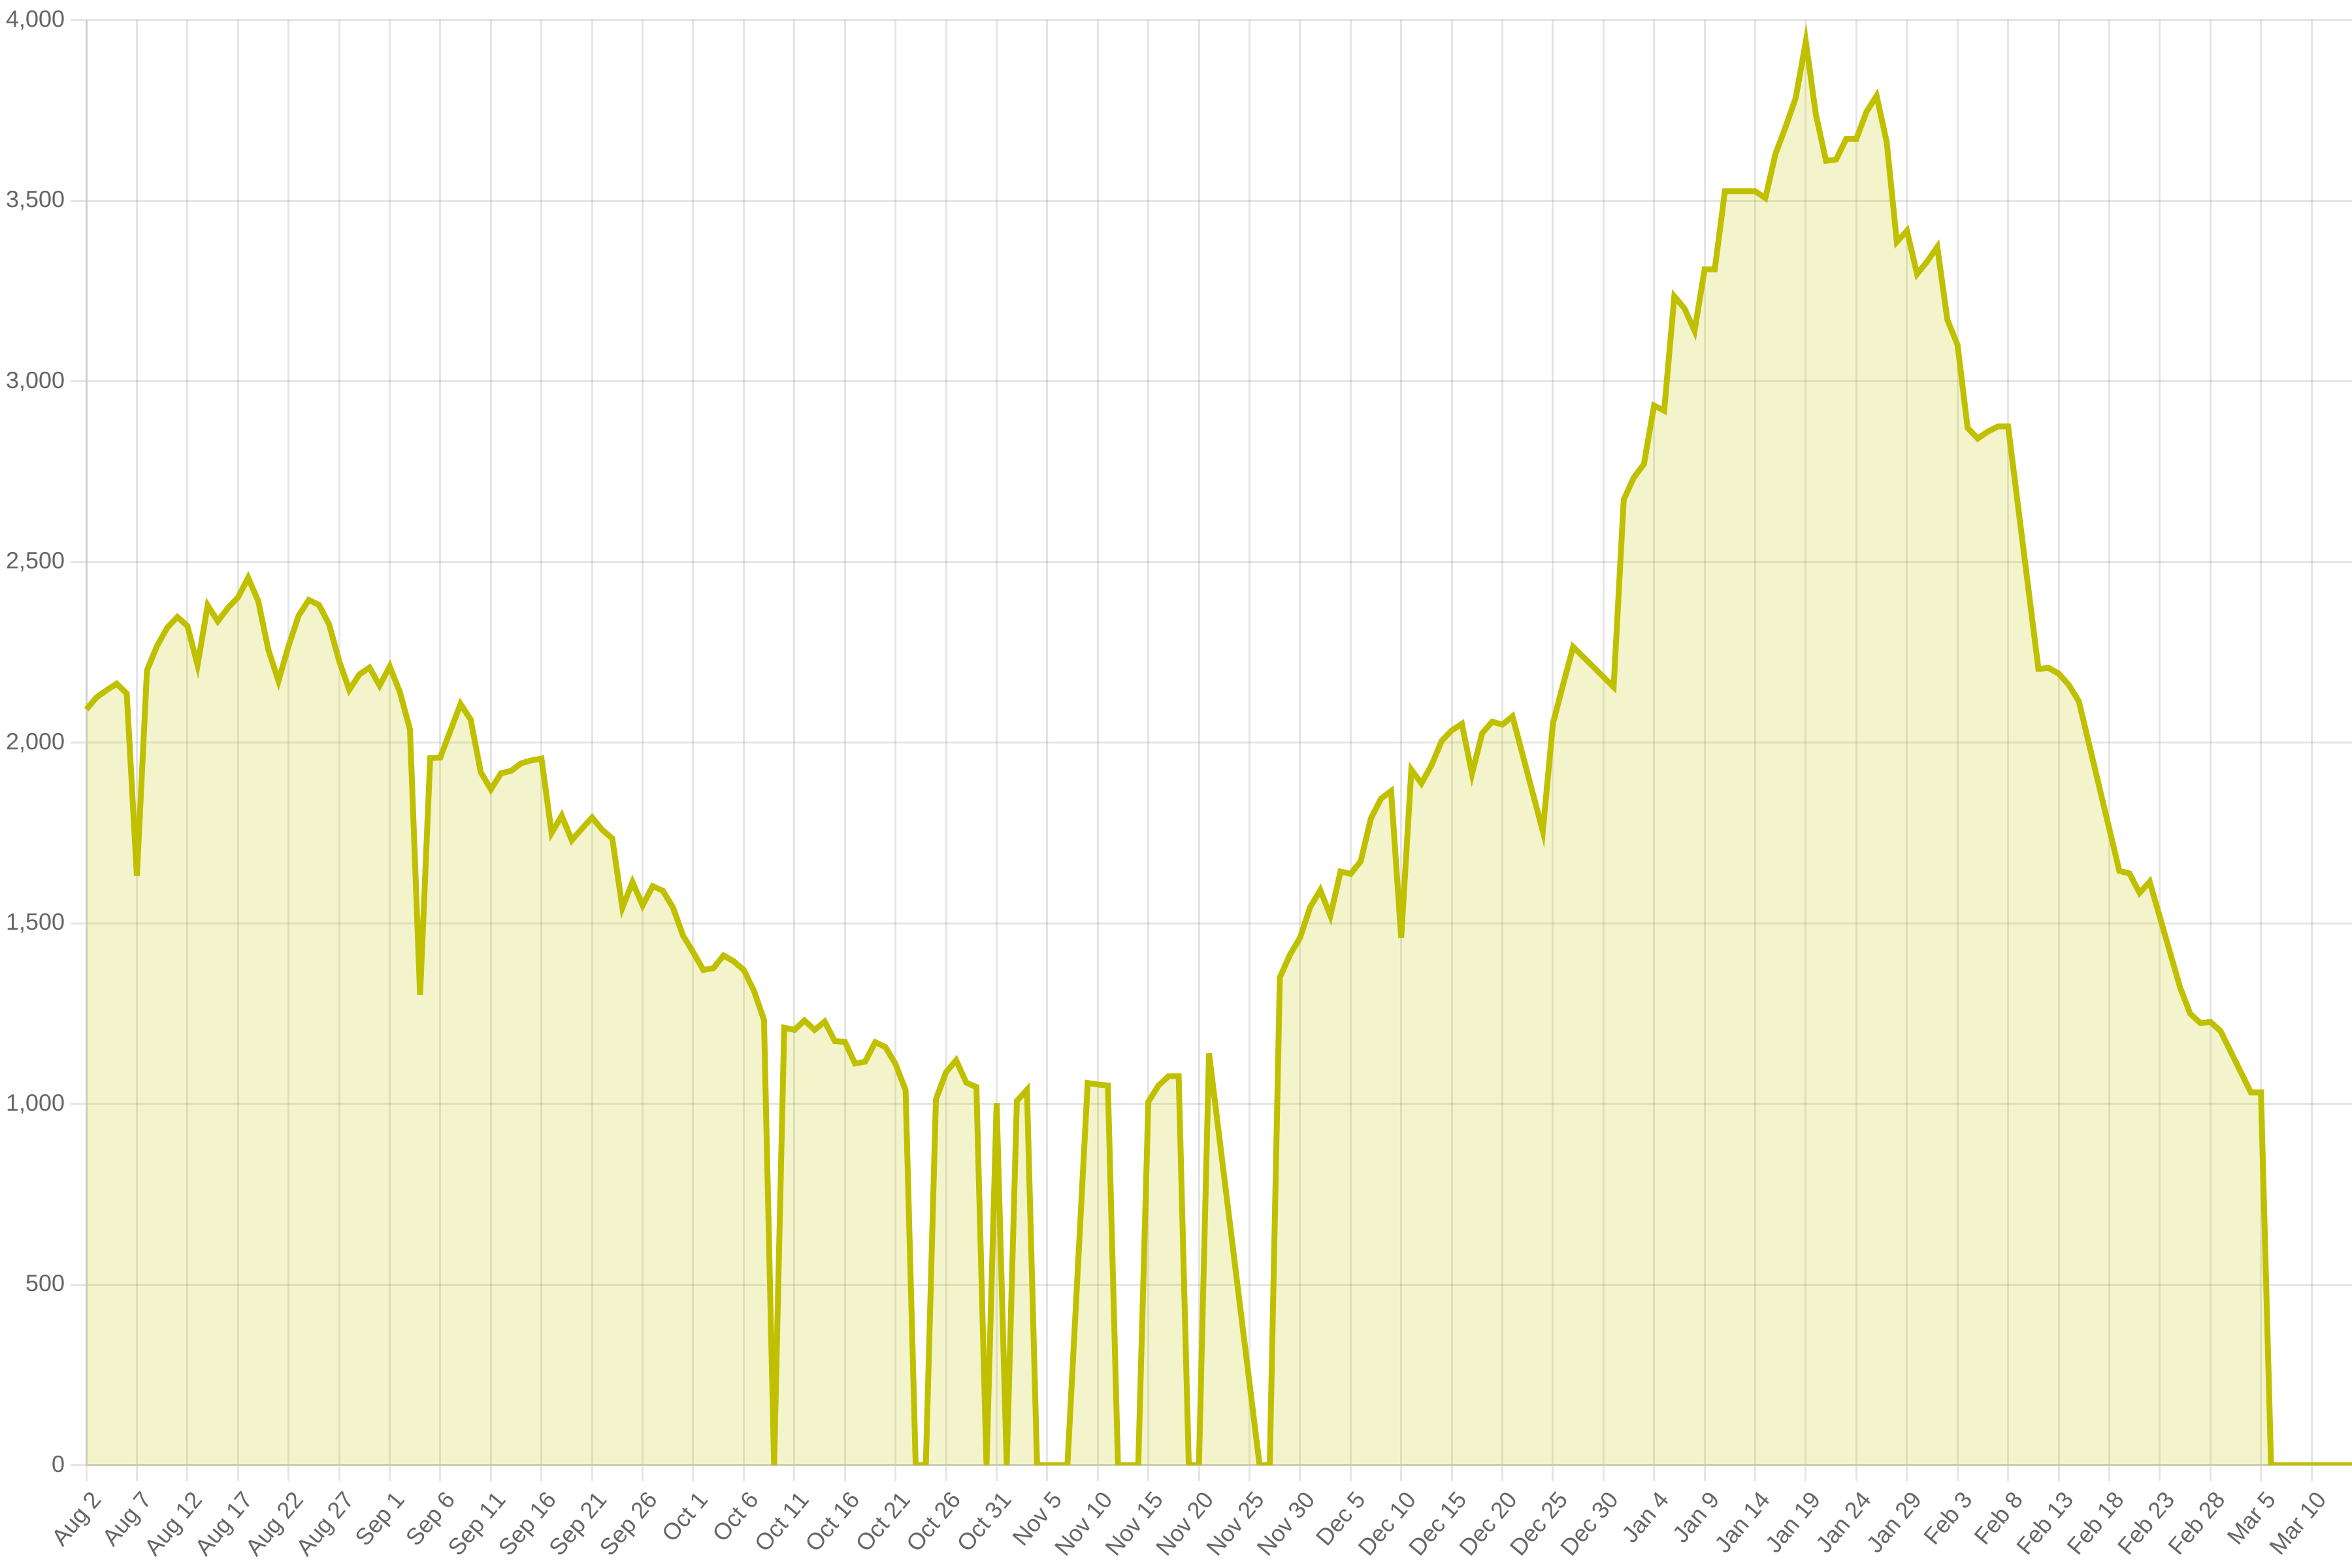 4,000
3,500
3,000
2,500
2,000
1,500
1,000
500
0
Aug 2
Aug 7
Aug 12
Aug 17
Aug 22
Aug 27
Sep 1
Sep 6
Sep 11
Sep 16
Sep 21
Sep 26
Oct 1
Oct 6
Oct 11
Oct 16
Oct 21
Oct 26
Oct 31
Nov 5
Nov 10
Nov 15
Nov 20
Nov 25
Nov 30
Dec 5
Dec 10
Dec 15
Dec 20
Dec 25
Dec 30
Jan 4
Jan 9
Jan 14
Jan 19
Jan 24
Jan 29
Feb 3
Feb 8
Feb 13
Feb 18
Feb 23
Feb 28
Mar 5
Mar 10